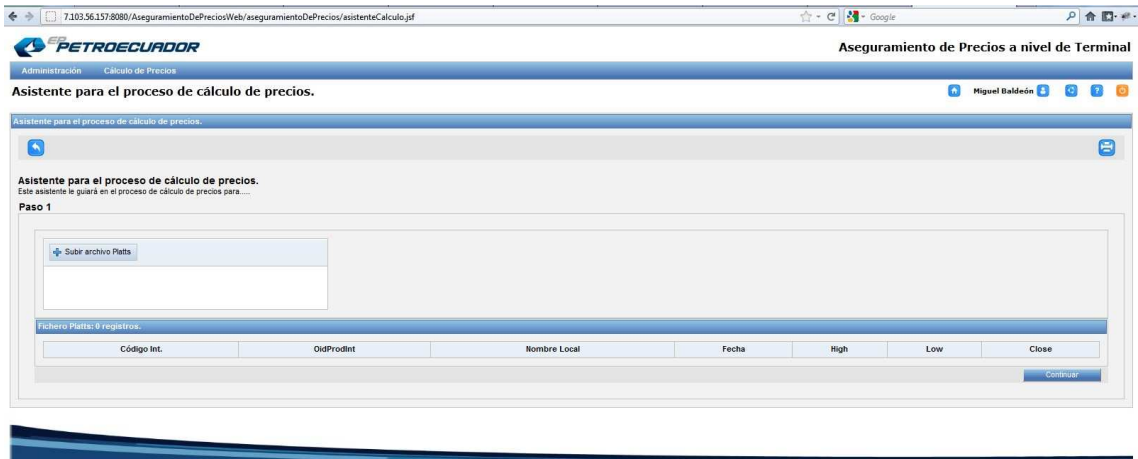 7.103.56.157:8080/AseguramientoDePreciosWeb/aseguramientoDePrecios/asistenteCalculo.jsf
Google
EP PETROECUADOR
Aseguramiento de Precios a nivel de Terminal
Administración Cálculo de Precios
Asistente para el proceso de cálculo de precios.
Miguel Baldeón
Asistente para el proceso de cálculo de precios.
Asistente para el proceso de cálculo de precios.
Este asistente le guiará en el proceso de cálculo de precios para.....
Paso 1
Subir archivo Platts
Fichero Platts: 0 registros.
Código Int. OidProdInt Nombre Local Fecha High Low Close
Continuar